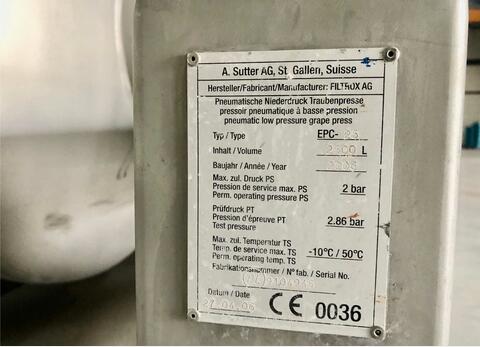 A. Sutter AG, St. Gallen, Suisse
Hersteller/Fabricant/Manufacturer: FILTROX AG
Pneumatische Niederdruck Traubenpresse
pressoir pneumatique à basse pression
pneumatic low pressure grape press
Typ / Type EPC-
Inhalt / Volume L
Baujahr / Année / Year
Max. zul. Druck PS
Pression de service max. PS 2 bar
Perm. operating pressure PS
Prüfdruck PT
Pression d'épreuve PT 2.86 bar
Test pressure
Max. zul. Temperatur TS
Temp. de service max. TS -10°C / 50°C
Perm. operating temp. TS
Fabrikationsnummer / N° fab. / Serial No.
Datum / Date
CE 0036